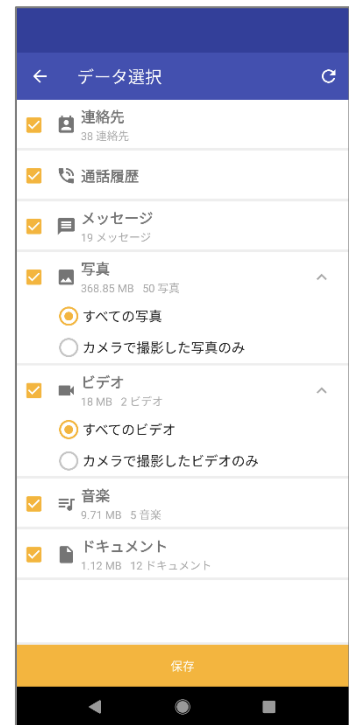 データ選択
連絡先
38 連絡先
通話履歴
メッセージ
19 メッセージ
写真
368.85 MB 50 写真
すべての写真
カメラで撮影した写真のみ
ビデオ
18 MB 2 ビデオ
すべてのビデオ
カメラで撮影したビデオのみ
音楽
9.71 MB 5 音楽
ドキュメント
1.12 MB 12 ドキュメント
保存